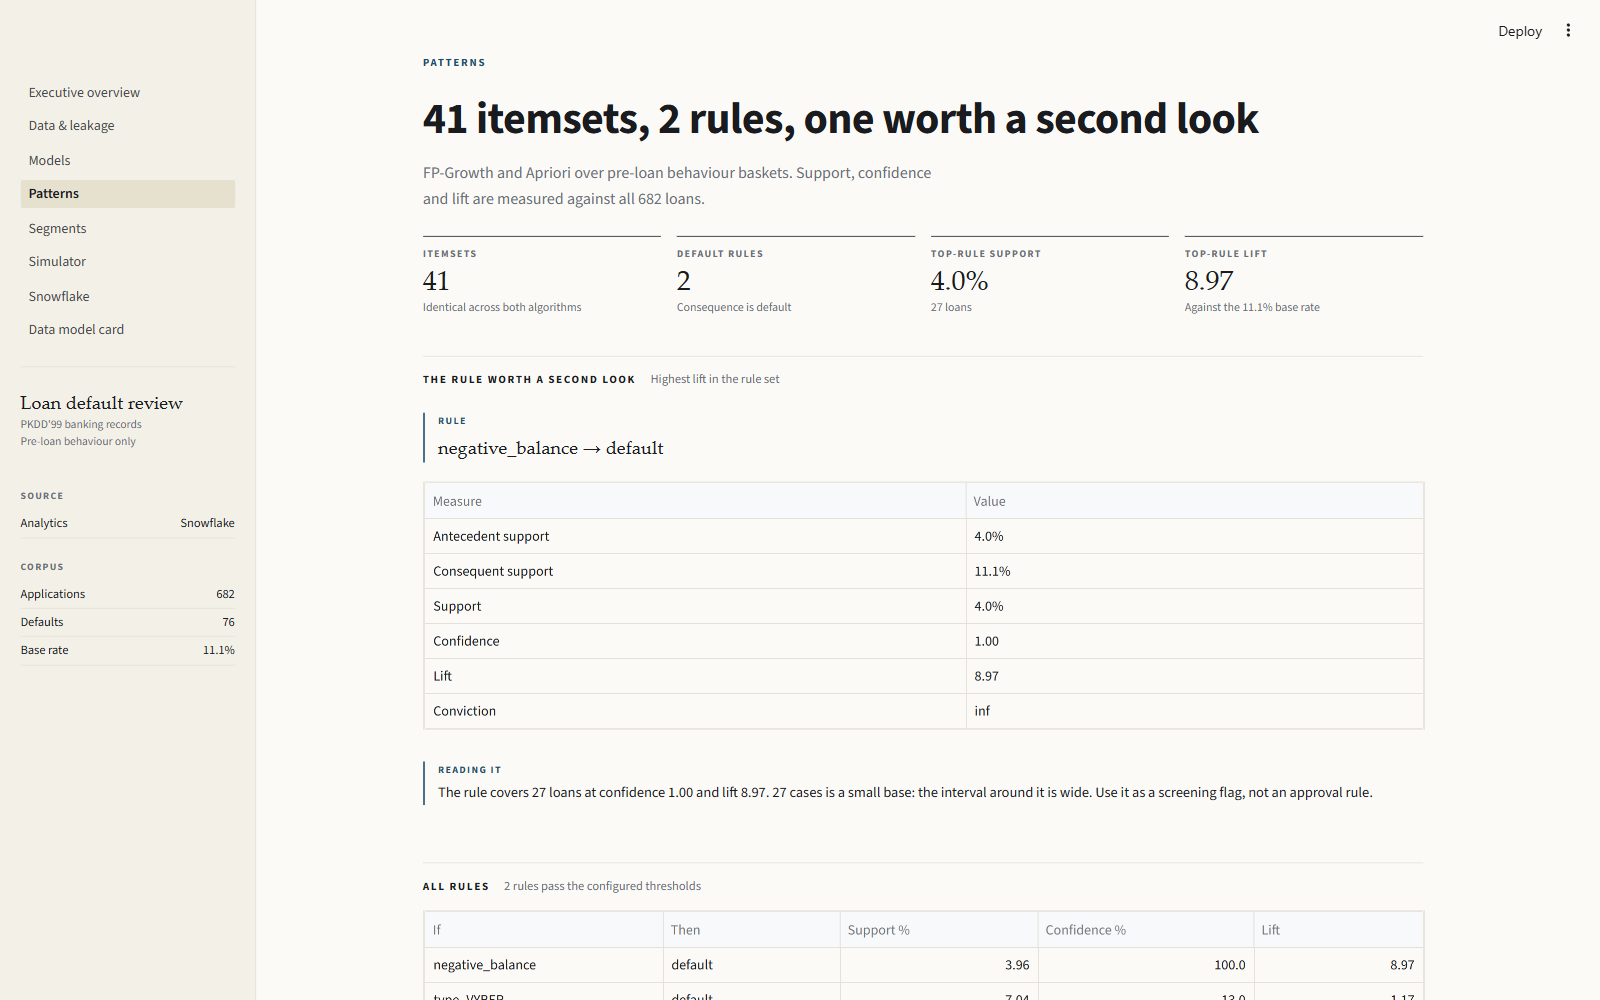 Deploy
Executive overview
Data & leakage
Models
Patterns
Segments
Simulator
Snowflake
Data model card
Loan default review
PKDD'99 banking records
Pre-loan behaviour only
SOURCE
Analytics Snowflake
CORPUS
Applications 682
Defaults 76
Base rate 11.1%
PATTERNS
41 itemsets, 2 rules, one worth a second look
FP-Growth and Apriori over pre-loan behaviour baskets. Support, confidence
and lift are measured against all 682 loans.
ITEMSETS
41
Identical across both algorithms
DEFAULT RULES
2
Consequence is default
TOP-RULE SUPPORT
4.0%
27 loans
TOP-RULE LIFT
8.97
Against the 11.1% base rate
THE RULE WORTH A SECOND LOOK Highest lift in the rule set
RULE
negative_balance → default
Measure Value
Antecedent support 4.0%
Consequent support 11.1%
Support 4.0%
Confidence 1.00
Lift 8.97
Conviction inf
READING IT
The rule covers 27 loans at confidence 1.00 and lift 8.97. 27 cases is a small base: the interval around it is wide. Use it as a screening flag, not an approval rule.
ALL RULES 2 rules pass the configured thresholds
If Then Support % Confidence % Lift
negative_balance default 3.96 100.0 8.97
type_VYBER default 7.04 13.0 1.17